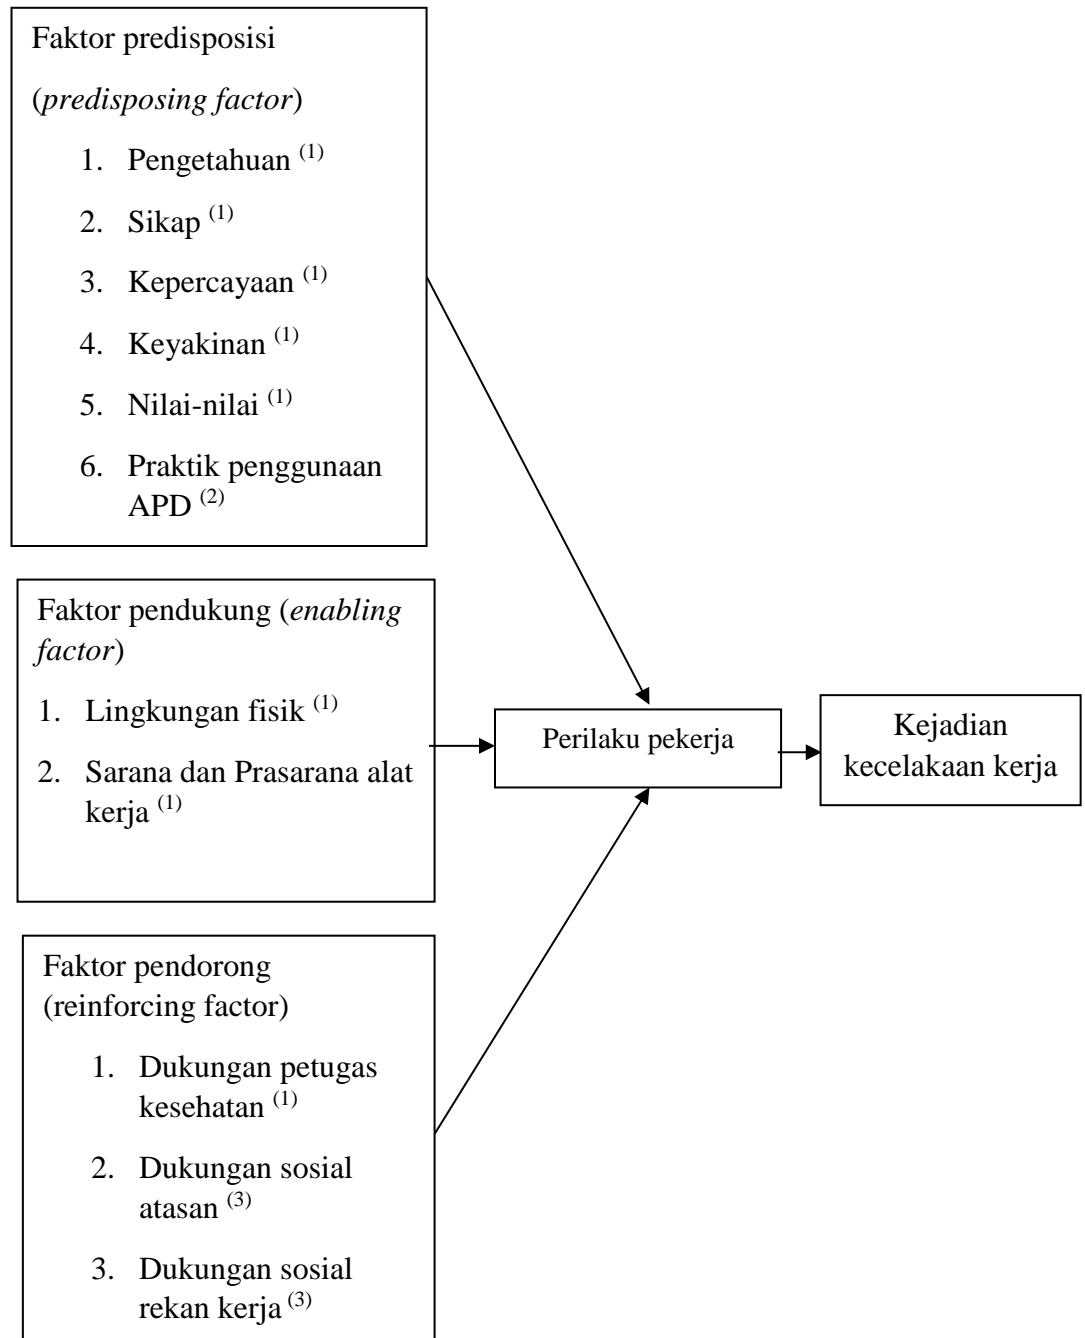 Faktor predisposisi
(predisposing factor)
1. Pengetahuan (1)
2. Sikap (1)
3. Kepercayaan (1)
4. Keyakinan (1)
5. Nilai-nilai (1)
6. Praktik penggunaan
APD (2)
Faktor pendukung (enabling
factor)
1. Lingkungan fisik (1)
2. Sarana dan Prasarana alat
kerja (1)
Faktor pendorong
(reinforcing factor)
1. Dukungan petugas
kesehatan (1)
2. Dukungan sosial
atasan (3)
3. Dukungan sosial
rekan kerja (3)
Perilaku pekerja
Kejadian
kecelakaan kerja